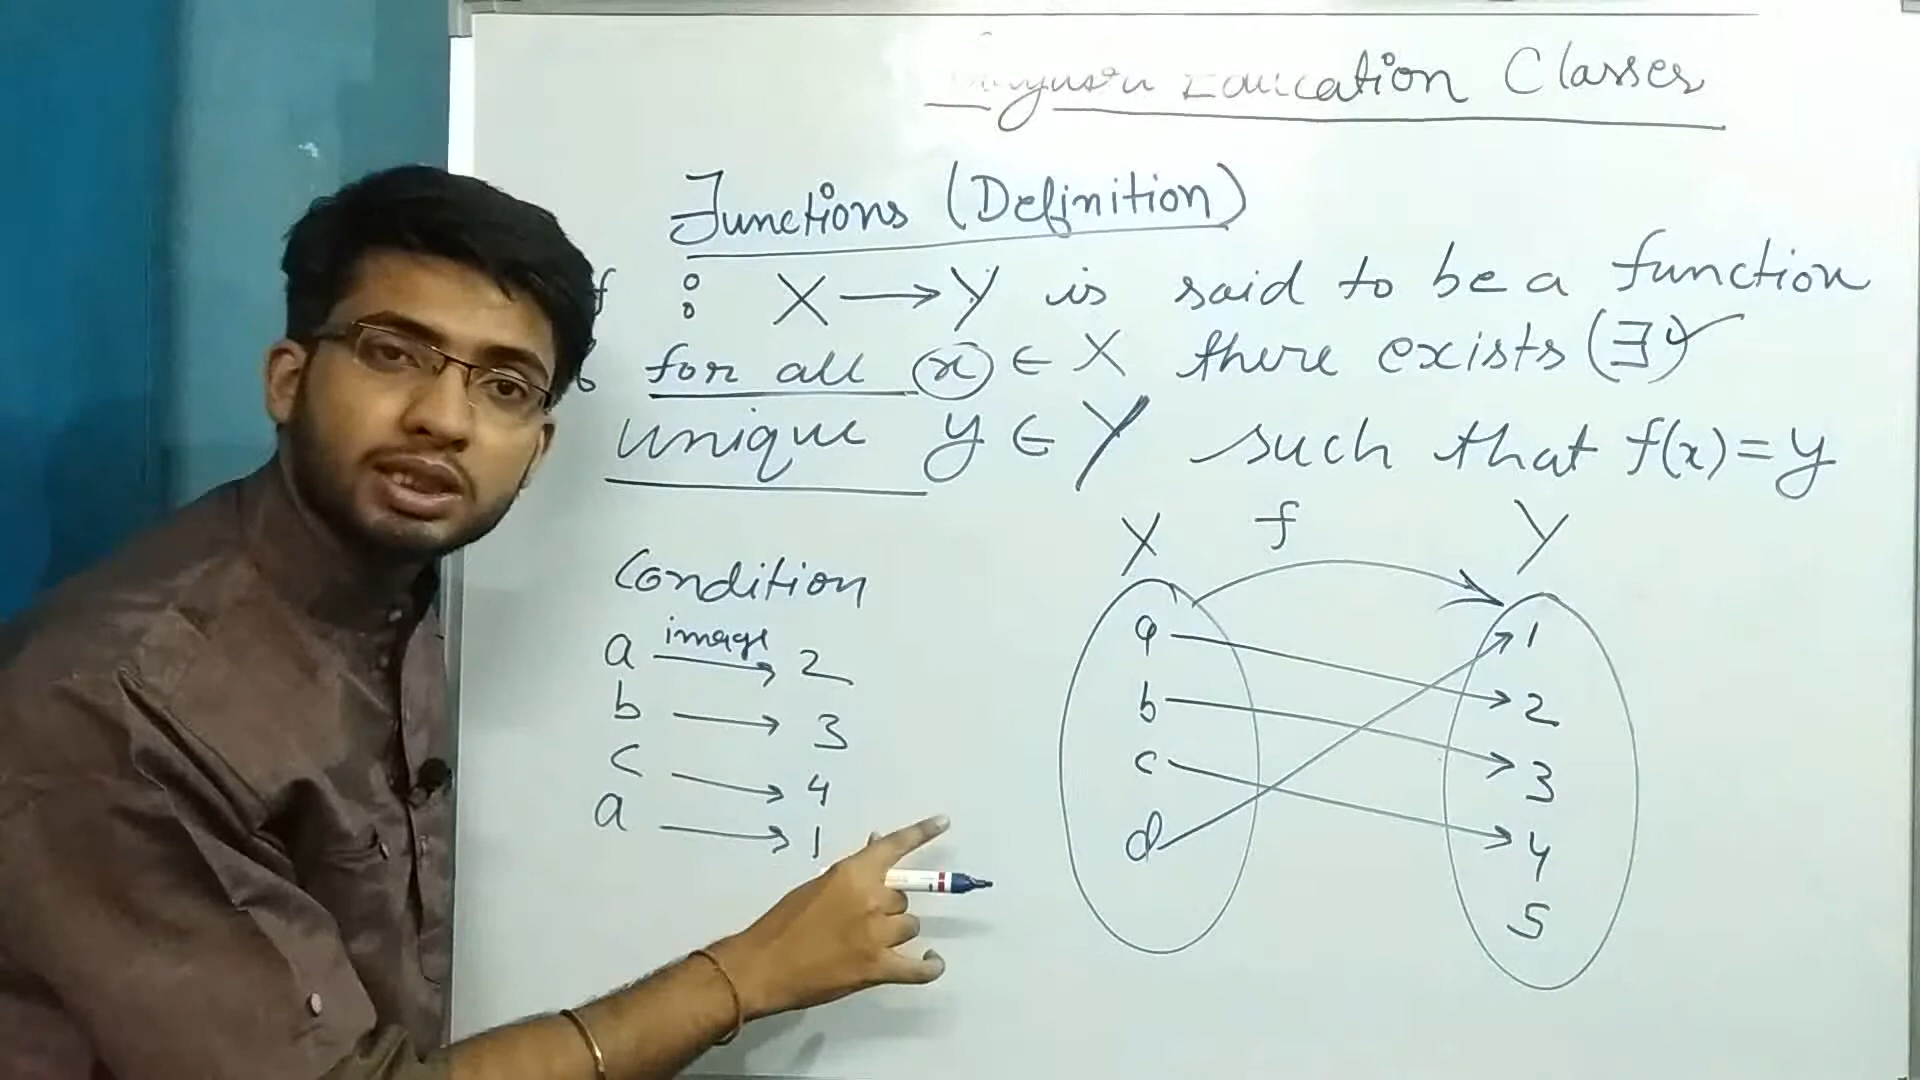 Education Classes
Functions (Definition)
f : X → Y is said to be a function
for all x ∈ X there exists (∃)
unique y ∈ Y such that f(x) = y
Condition
a image → 2
b → 3
c → 4
a → 1
X f Y
a 1
b 2
c 3
d 4
5